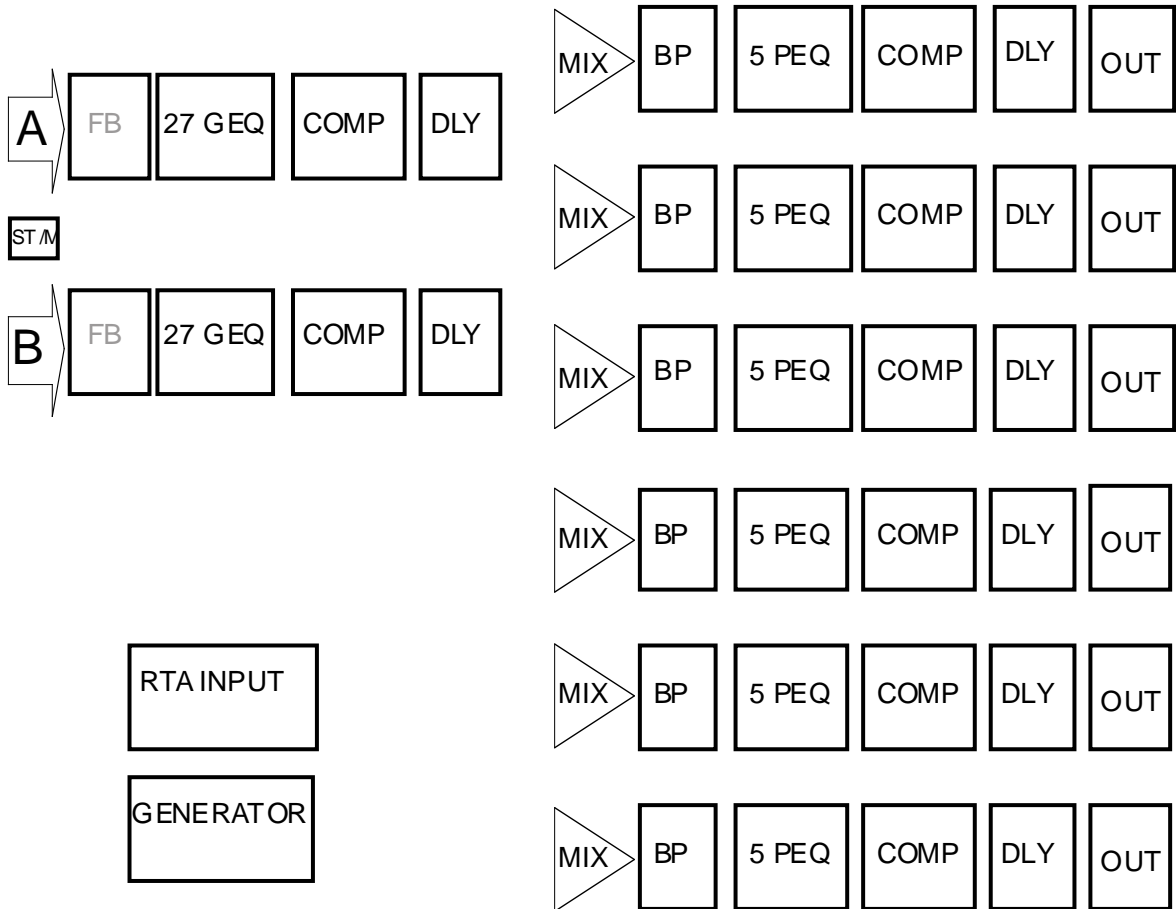 A FB 27 GEQ COMP DLY
ST/M
B FB 27 GEQ COMP DLY
RTA INPUT
GENERATOR
MIX BP 5 PEQ COMP DLY OUT
MIX BP 5 PEQ COMP DLY OUT
MIX BP 5 PEQ COMP DLY OUT
MIX BP 5 PEQ COMP DLY OUT
MIX BP 5 PEQ COMP DLY OUT
MIX BP 5 PEQ COMP DLY OUT